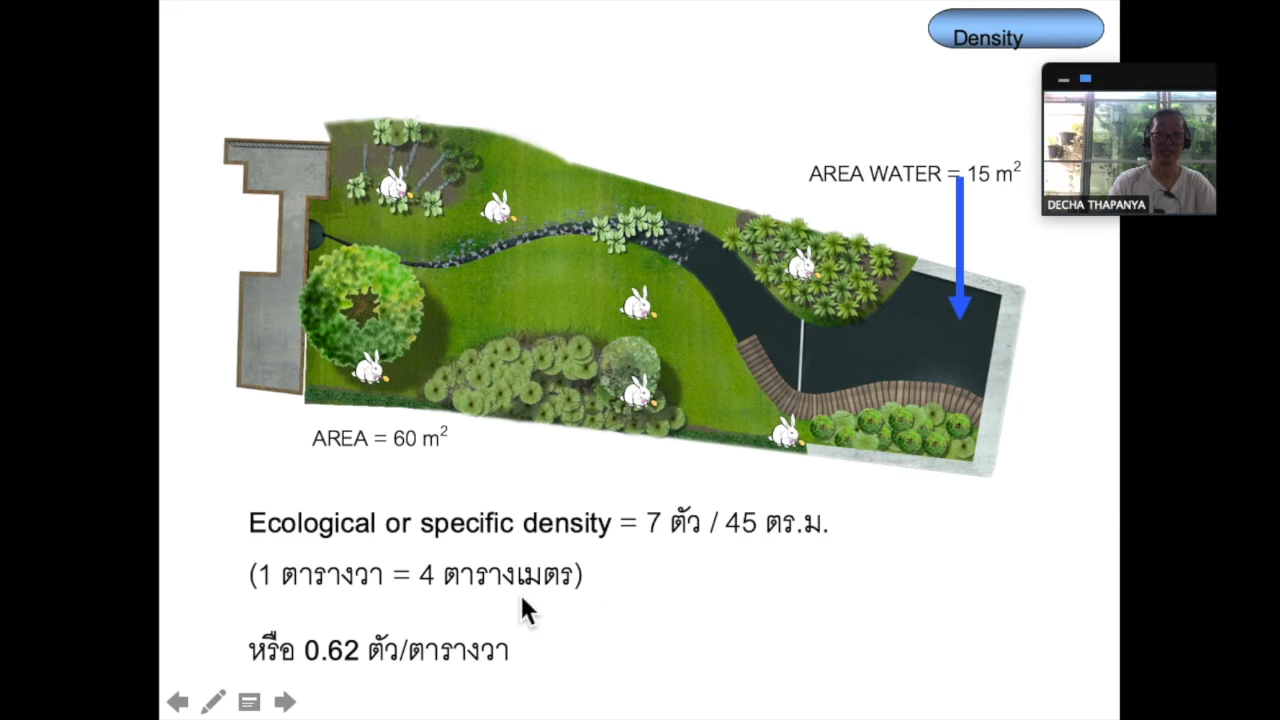 Density
AREA WATER = 15 m²
DECHA THAPANYA
AREA = 60 m²
Ecological or specific density = 7 ตัว / 45 ตร.ม.
(1 ตารางวา = 4 ตารางเมตร)
หรือ 0.62 ตัว/ตารางวา